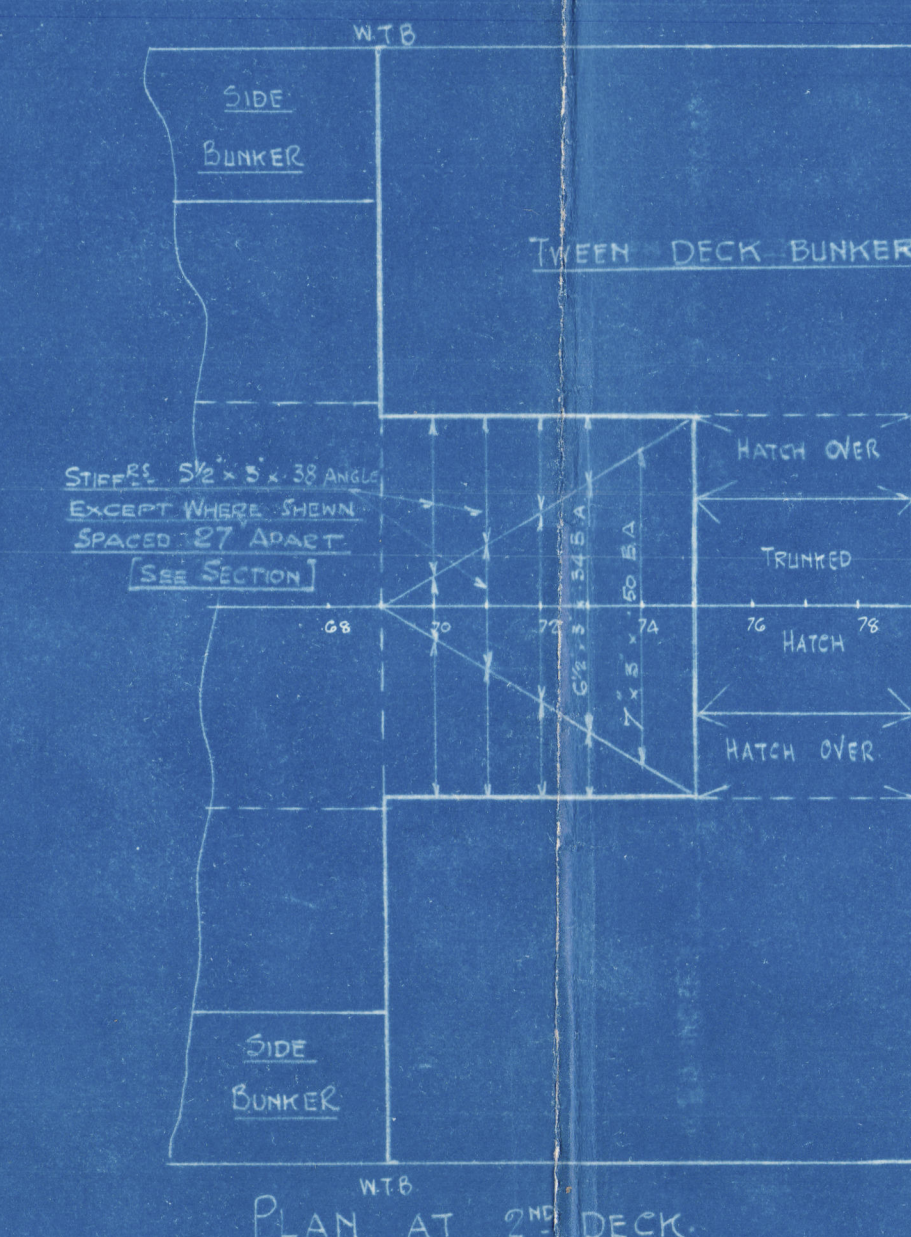 W.T.B
SIDE
BUNKER
TWEEN DECK BUNKER
STIFFRS. 5½" x 3" x .38 ANGLE
EXCEPT WHERE SHEWN
SPACED 27" APART
[SEE SECTION]
HATCH OVER
TRUNKED
HATCH
HATCH OVER
68 70 72 74 76 78
6½ x 3 x .34 B.A
7" x 3" x .50 B.A
SIDE
BUNKER
W.T.B.
PLAN AT 2ND DECK.